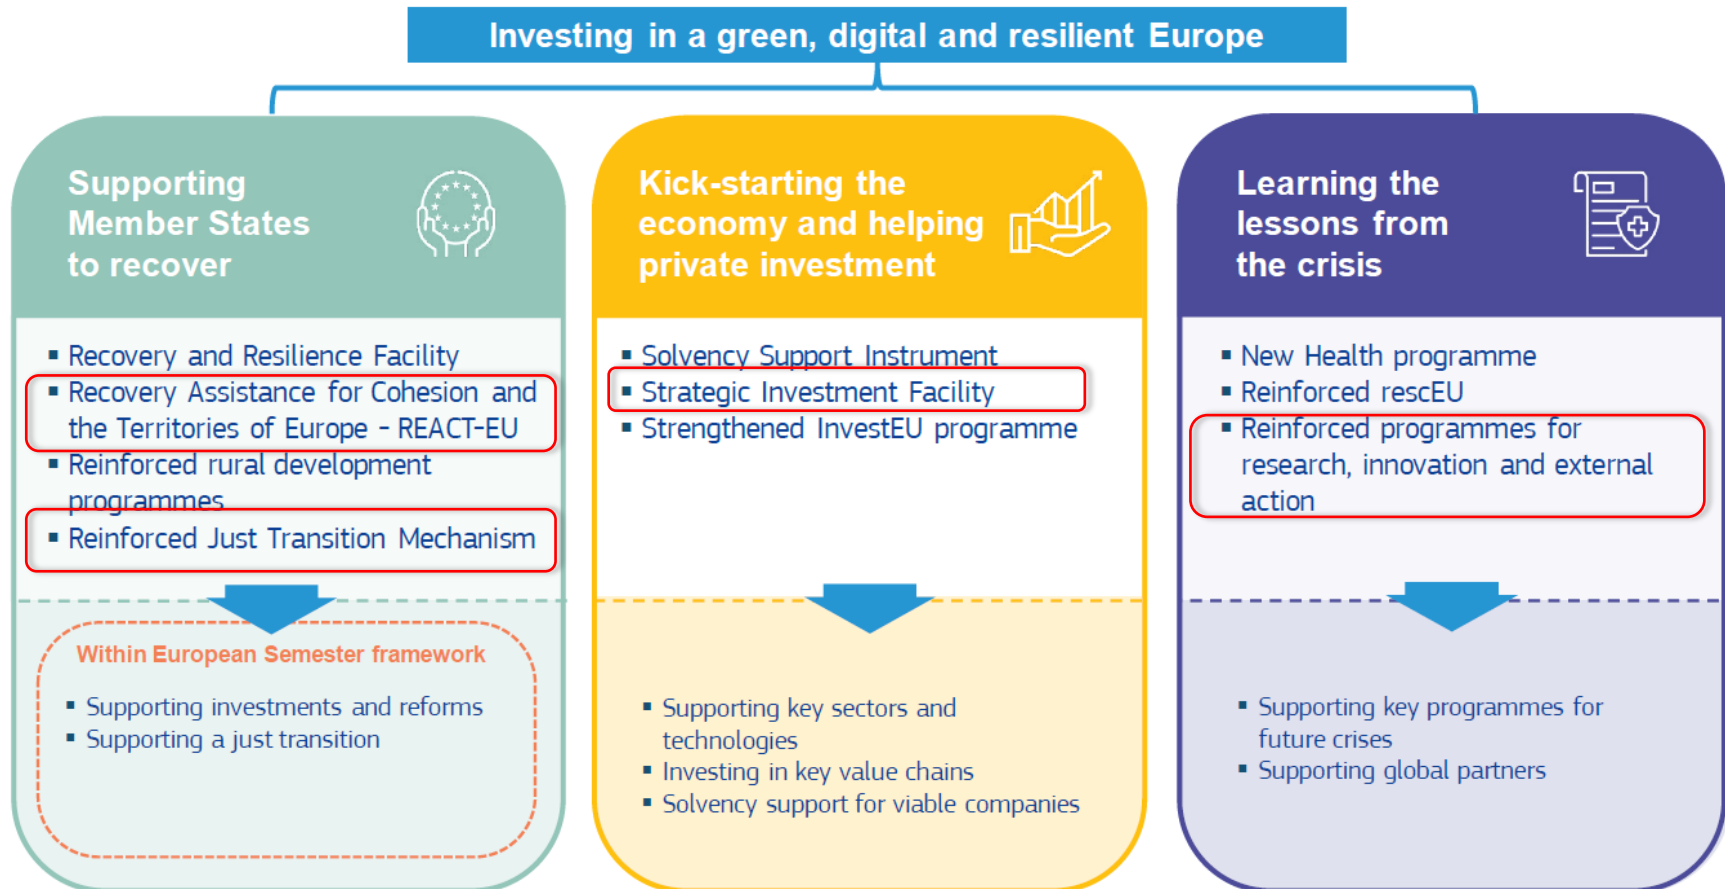 Investing in a green, digital and resilient Europe
Supporting
Member States
to recover
▪ Recovery and Resilience Facility
▪ Recovery Assistance for Cohesion and
the Territories of Europe - REACT-EU
▪ Reinforced rural development
programmes
▪ Reinforced Just Transition Mechanism
Within European Semester framework
▪ Supporting investments and reforms
▪ Supporting a just transition
Kick-starting the
economy and helping
private investment
▪ Solvency Support Instrument
▪ Strategic Investment Facility
▪ Strengthened InvestEU programme
▪ Supporting key sectors and
technologies
▪ Investing in key value chains
▪ Solvency support for viable companies
Learning the
lessons from
the crisis
▪ New Health programme
▪ Reinforced rescEU
▪ Reinforced programmes for
research, innovation and external
action
▪ Supporting key programmes for
future crises
▪ Supporting global partners